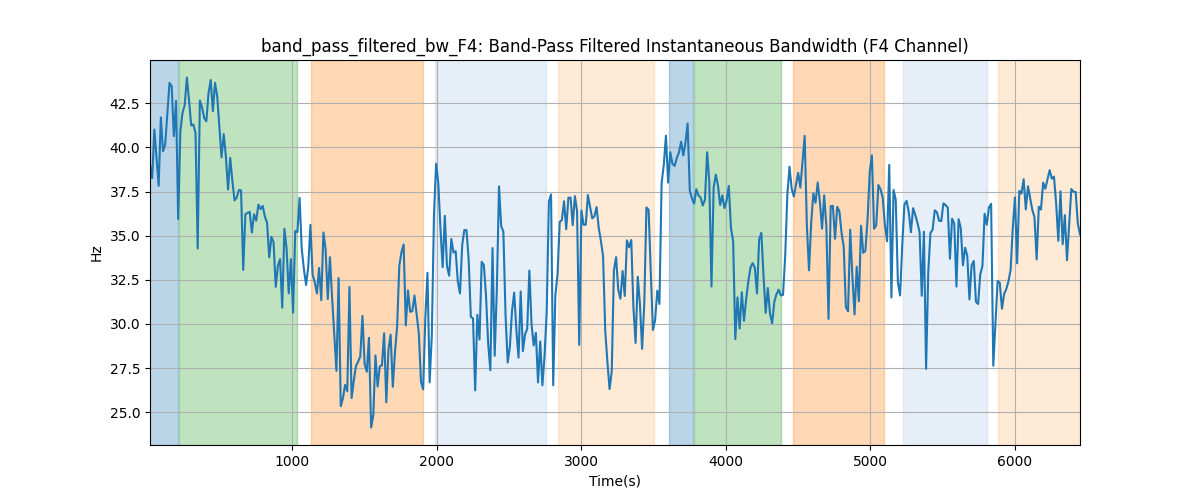 band_pass_filtered_bw_F4: Band-Pass Filtered Instantaneous Bandwidth (F4 Channel)
Hz
42.5
40.0
37.5
35.0
32.5
30.0
27.5
25.0
1000 2000 3000 4000 5000 6000
Time(s)